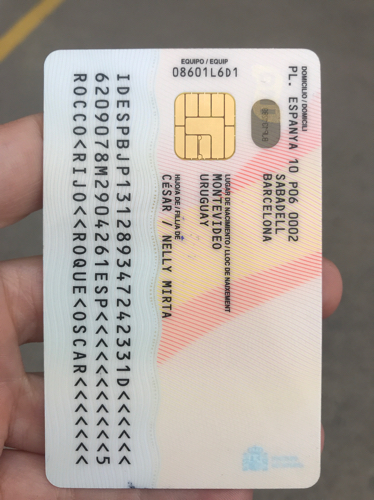 EQUIPO / EQUIP
08601L6D1
DOMICILIO / DOMICILI
PL. ESPANYA 10 P06 0002
SABADELL
BARCELONA
LUGAR DE NACIMIENTO / LLOC DE NAIXEMENT
MONTEVIDEO
URUGUAY
HIJO/A DE / FILL/A DE
CÉSAR / NELLY MIRTA
IDESPBJP131289347242331D<<<<<<
6209078M2904261ESP<<<<<<<<<<<5
ROCCO<RIJO<<ROQUE<OSCAR<<<<<<<